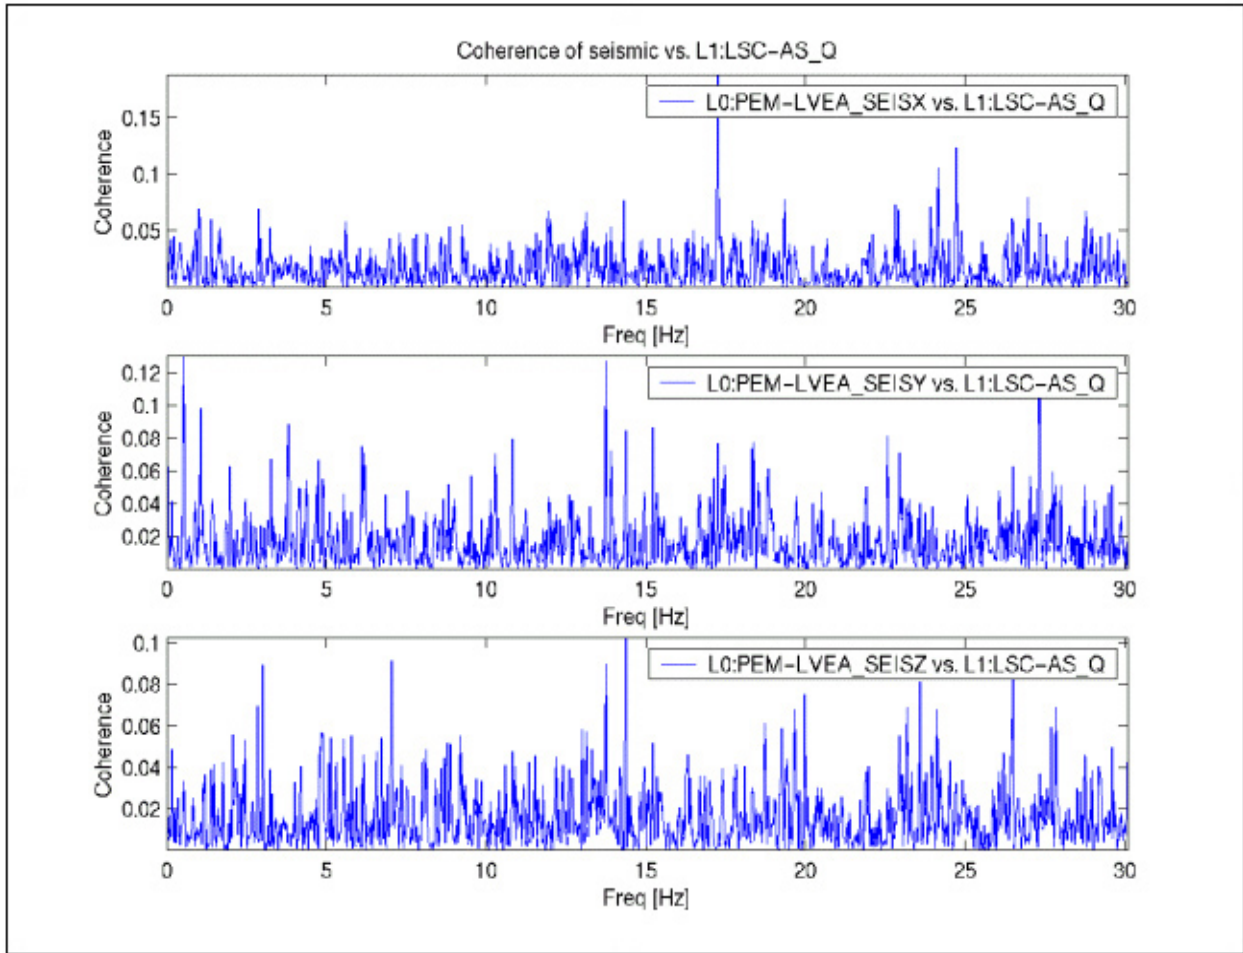 Coherence of seismic vs. L1:LSC-AS_Q
L0:PEM-LVEA_SEISX vs. L1:LSC-AS_Q
Coherence
0.15
0.1
0.05
0 5 10 15 20 25 30
Freq [Hz]
L0:PEM-LVEA_SEISY vs. L1:LSC-AS_Q
Coherence
0.12
0.1
0.08
0.06
0.04
0.02
0 5 10 15 20 25 30
Freq [Hz]
L0:PEM-LVEA_SEISZ vs. L1:LSC-AS_Q
Coherence
0.1
0.08
0.06
0.04
0.02
0 5 10 15 20 25 30
Freq [Hz]